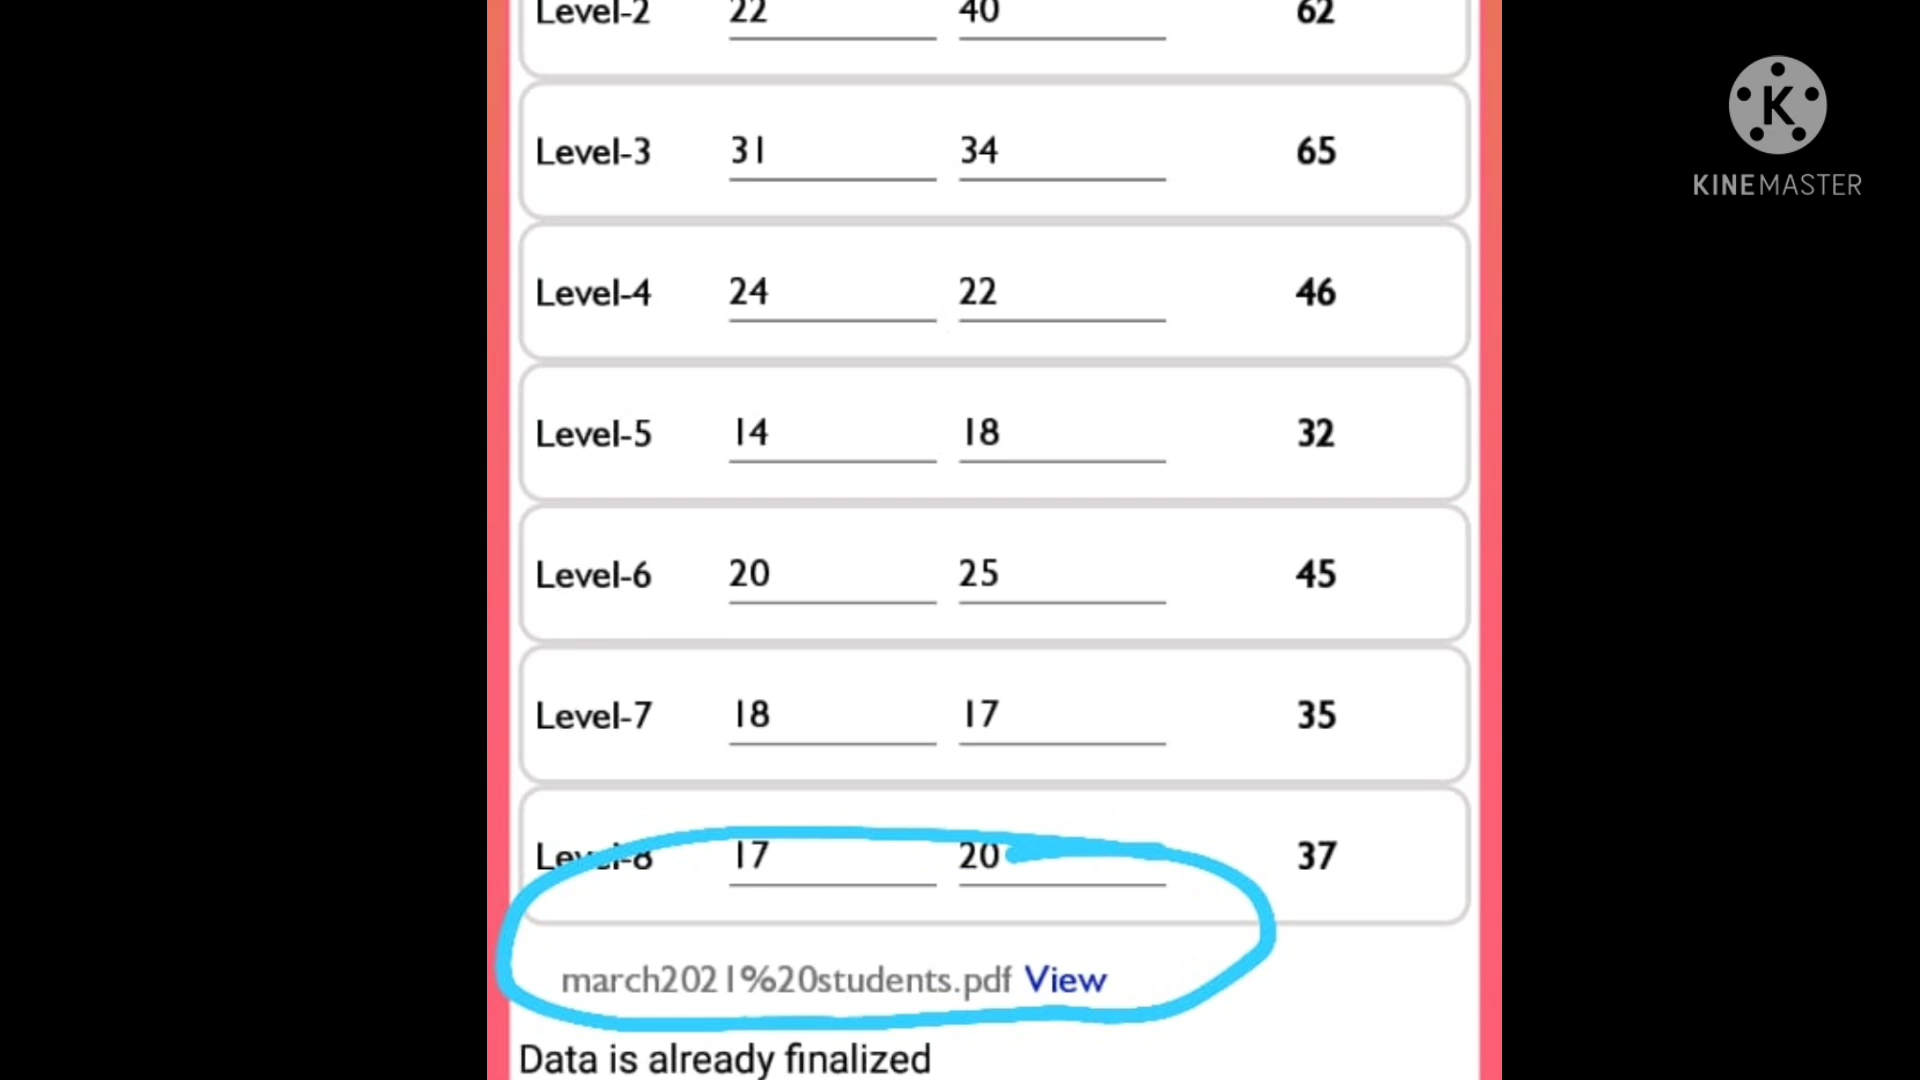 Level-2 22 40 62
Level-3 31 34 65
Level-4 24 22 46
Level-5 14 18 32
Level-6 20 25 45
Level-7 18 17 35
Level-8 17 20 37
march2021%20students.pdf View
Data is already finalized
K
KINEMASTER